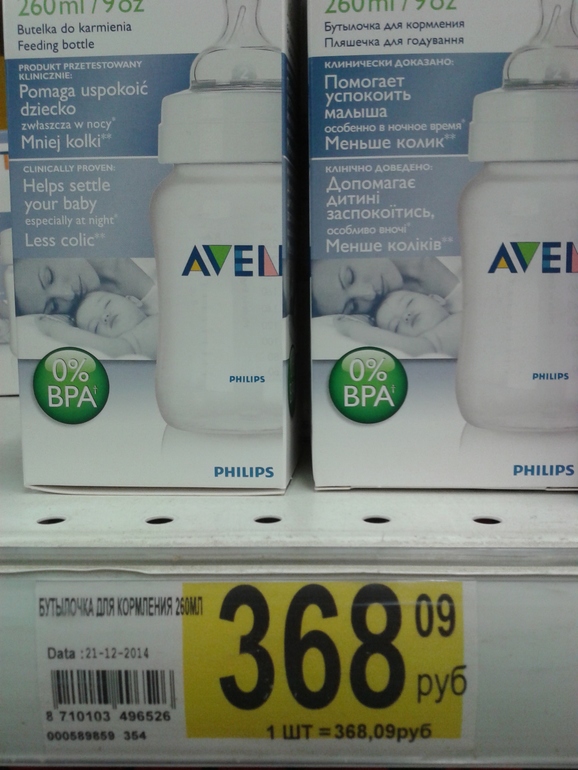 260ml / 9 oz
Butelka do karmienia
Feeding bottle
PRODUKT PRZETESTOWANY
KLINICZNIE:
Pomaga uspokoić
dziecko
zwłaszcza w nocy*
Mniej kolki**
CLINICALLY PROVEN:
Helps settle
your baby
especially at night*
Less colic**
AVEN
0%
BPA†
PHILIPS
PHILIPS
260ml / 9 oz
Бутылочка для кормления
Пляшечка для годування
КЛИНИЧЕСКИ ДОКАЗАНО:
Помогает
успокоить
малыша
особенно в ночное время*
Меньше колик**
КЛІНІЧНО ДОВЕДЕНО:
Допомагає
дитині
заспокоїтись,
особливо вночі*
Менше коліків**
AVEN
0%
BPA†
PHILIPS
PHILIPS
БУТЫЛОЧКА ДЛЯ КОРМЛЕНИЯ 260МЛ
Data :21-12-2014
8 710103 496526
000589859 354
368 09
руб
1 ШТ = 368,09руб